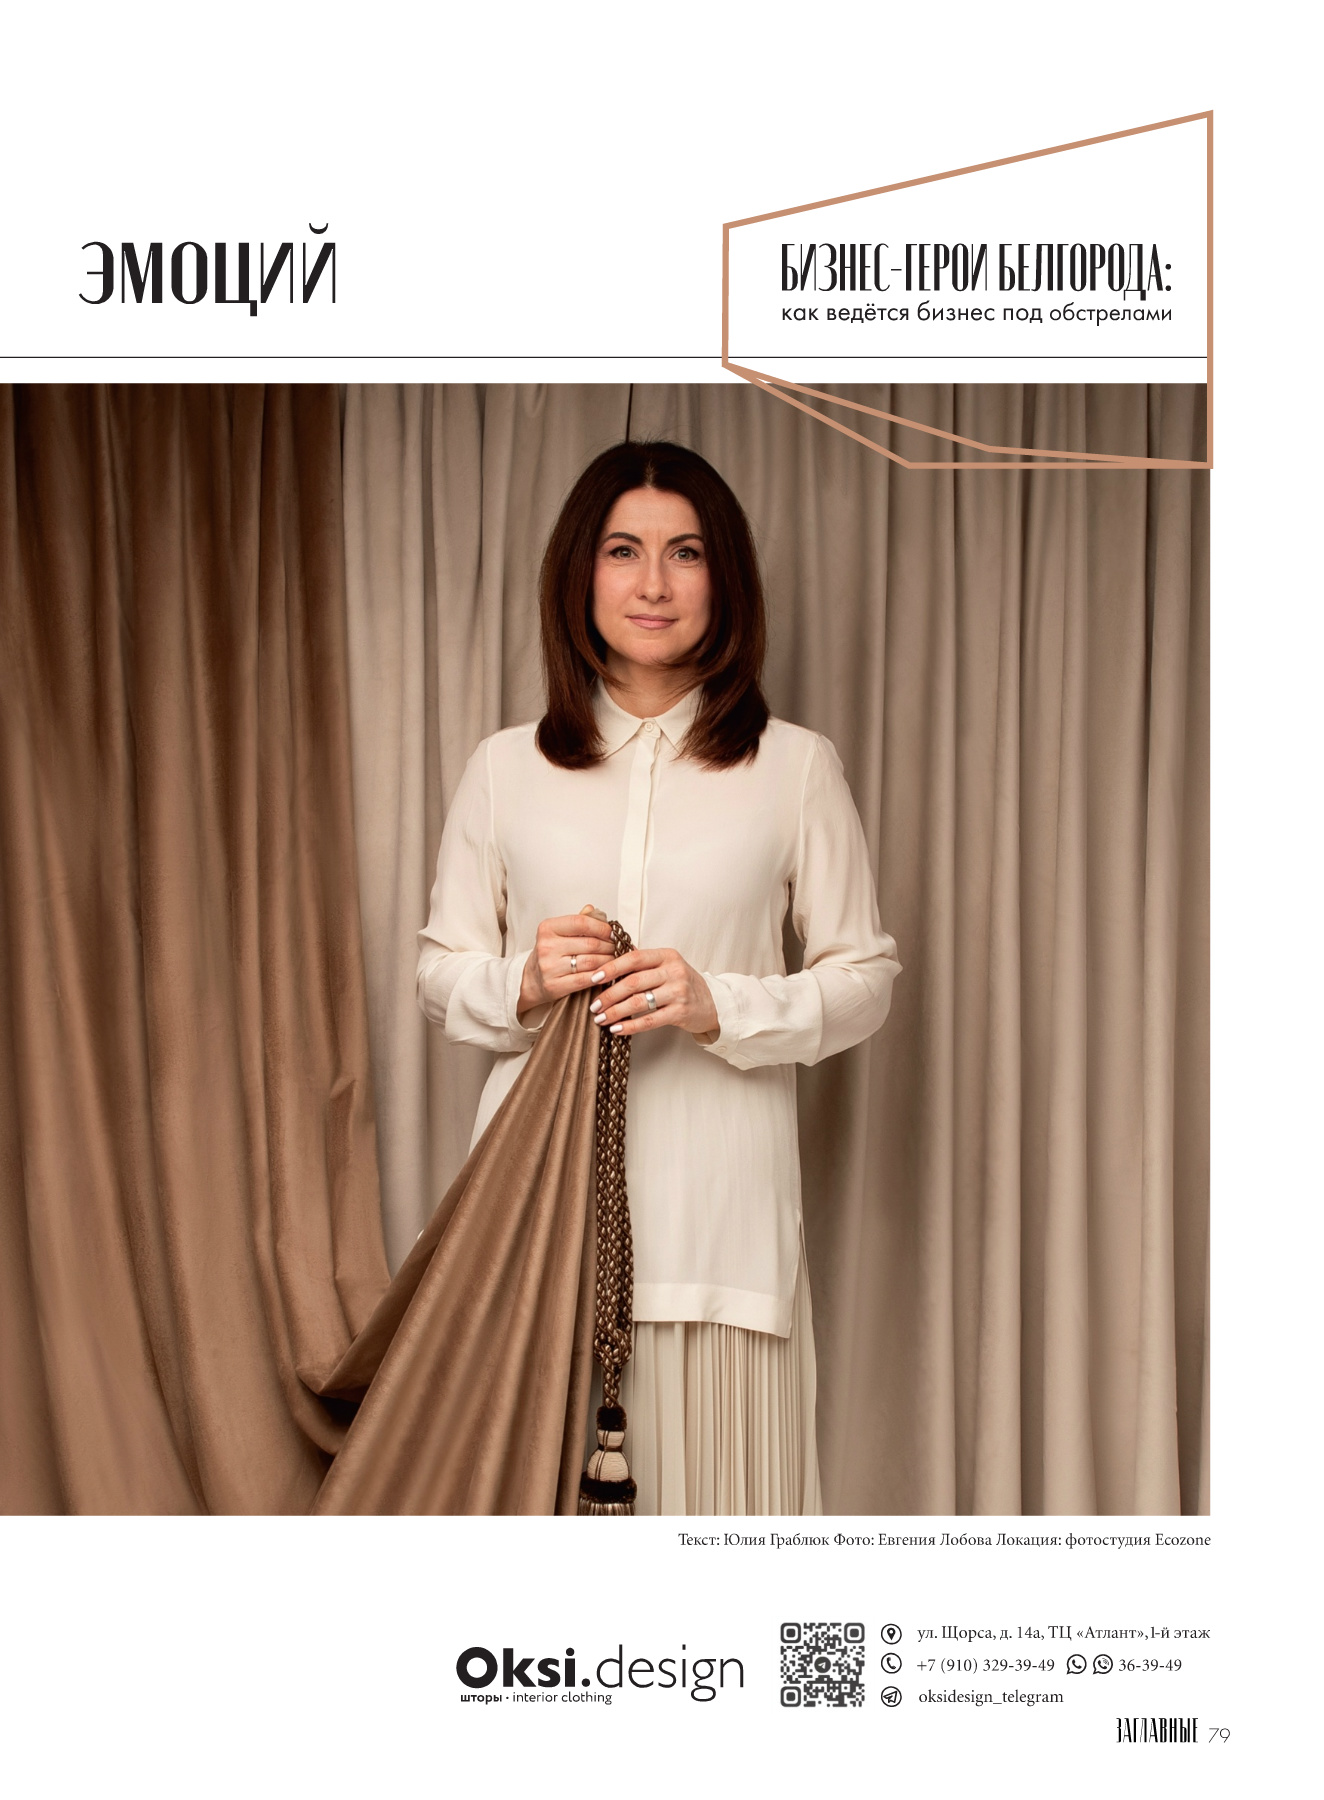 ЭМОЦИЙ
БИЗНЕС-ГЕРОИ БЕЛГОРОДА:
как ведётся бизнес под обстрелами
Текст: Юлия Граблюк Фото: Евгения Лобова Локация: фотостудия Ecozone
Oksi.design
шторы · interior clothing
ул. Щорса, д. 14а, ТЦ «Атлант»,1-й этаж
+7 (910) 329-39-49 36-39-49
oksidesign_telegram
ЗАГЛАВНЫЕ 79